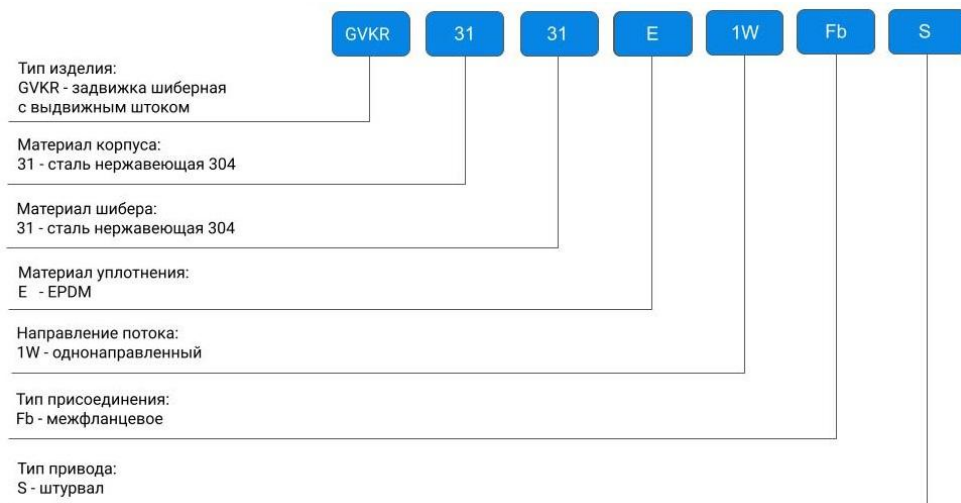 GVKR 31 31 E 1W Fb S
Тип изделия:
GVKR - задвижка шиберная
с выдвижным штоком
Материал корпуса:
31 - сталь нержавеющая 304
Материал шибера:
31 - сталь нержавеющая 304
Материал уплотнения:
E - EPDM
Направление потока:
1W - однонаправленный
Тип присоединения:
Fb - межфланцевое
Тип привода:
S - штурвал